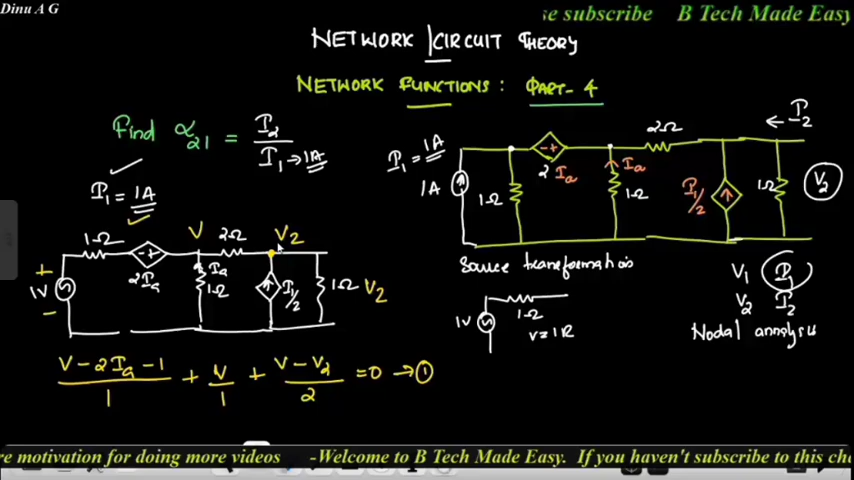 Dinu A G
se subscribe B Tech Made Easy
NETWORK | CIRCUIT THEORY
NETWORK FUNCTIONS : PART-4
Find α21 = I2 / I1 → 1A
I1 = 1A
I1 = 1A
1A
1Ω
- +
2 Ia
Ia
1Ω
2Ω
I1/2
1Ω
← I2
V2
+
1V
-
1Ω
2Ia
V
Ia
1Ω
2Ω
V2
I1/2
1Ω
V2
Source transformation
1V
1Ω
V = IR
V1 I1
V2 I2
Nodal analysis
(V - 2Ia - 1)/1 + V/1 + (V - V2)/2 = 0 → ①
re motivation for doing more videos -Welcome to B Tech Made Easy. If you haven't subscribe to this cha